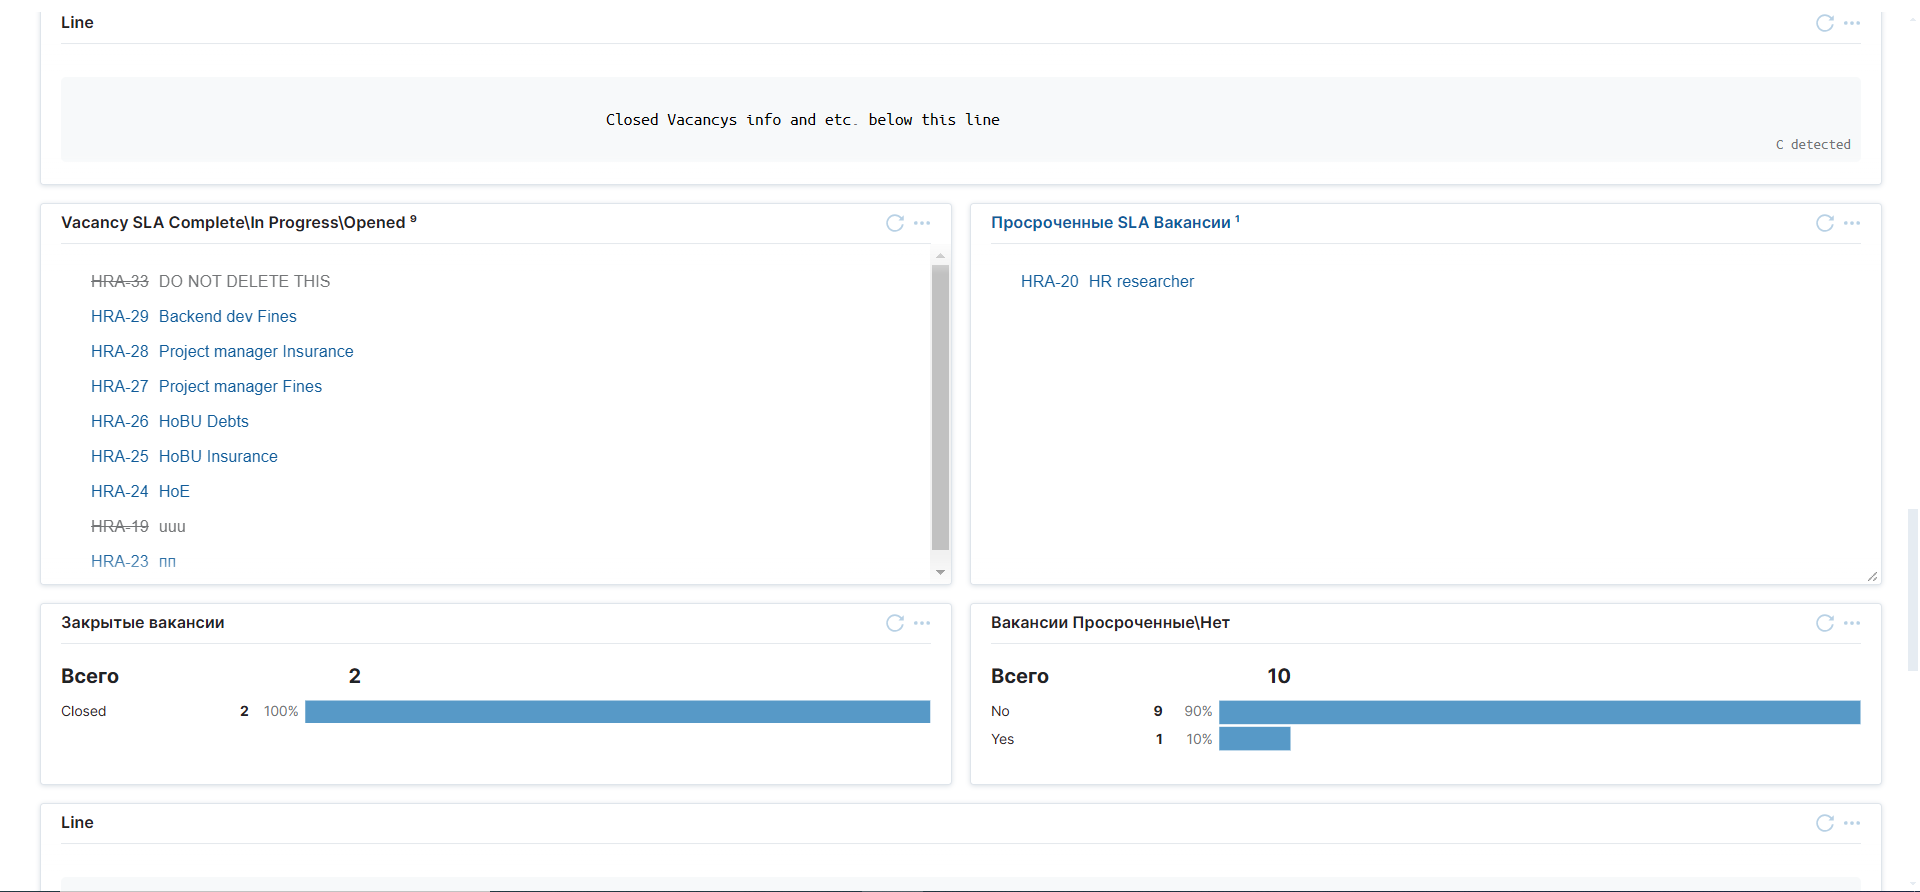 Line
Closed Vacancys info and etc. below this line
C detected
Vacancy SLA Complete\In Progress\Opened 9
HRA-33 DO NOT DELETE THIS
HRA-29 Backend dev Fines
HRA-28 Project manager Insurance
HRA-27 Project manager Fines
HRA-26 HoBU Debts
HRA-25 HoBU Insurance
HRA-24 HoE
HRA-19 uuu
HRA-23 пп
Просроченные SLA Вакансии 1
HRA-20 HR researcher
Закрытые вакансии
Всего 2
Closed 2 100%
Вакансии Просроченные\Нет
Всего 10
No 9 90%
Yes 1 10%
Line